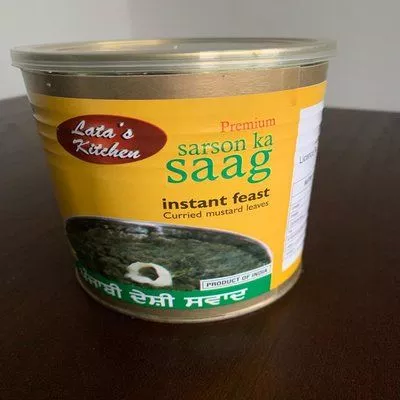 Lata's
Kitchen
Premium
sarson ka
saag
instant feast
Curried mustard leaves
PRODUCT OF INDIA
ਪੰਜਾਬੀ ਦੇਸੀ ਸਵਾਦ